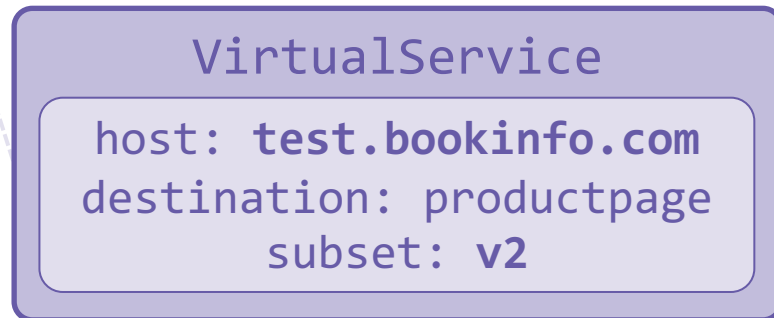 VirtualService
host: test.bookinfo.com
destination: productpage
subset: v2